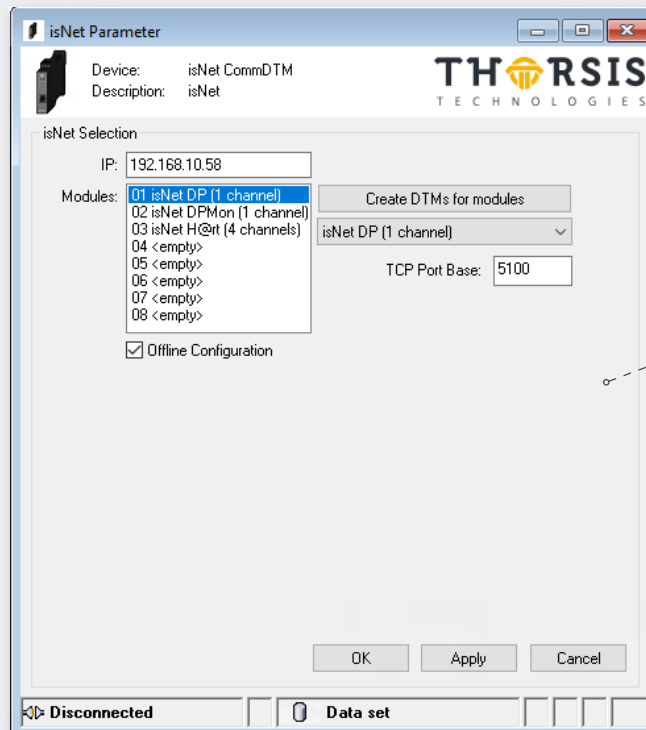 isNet Parameter
Device: isNet CommDTM
Description: isNet
THORSIS
TECHNOLOGIES
isNet Selection
IP: 192.168.10.58
Modules: 01 isNet DP (1 channel)
Create DTMs for modules
02 isNet DPMon (1 channel)
03 isNet H@rt (4 channels)
isNet DP (1 channel)
04 <empty>
05 <empty>
TCP Port Base: 5100
06 <empty>
07 <empty>
08 <empty>
Offline Configuration
OK Apply Cancel
Disconnected Data set